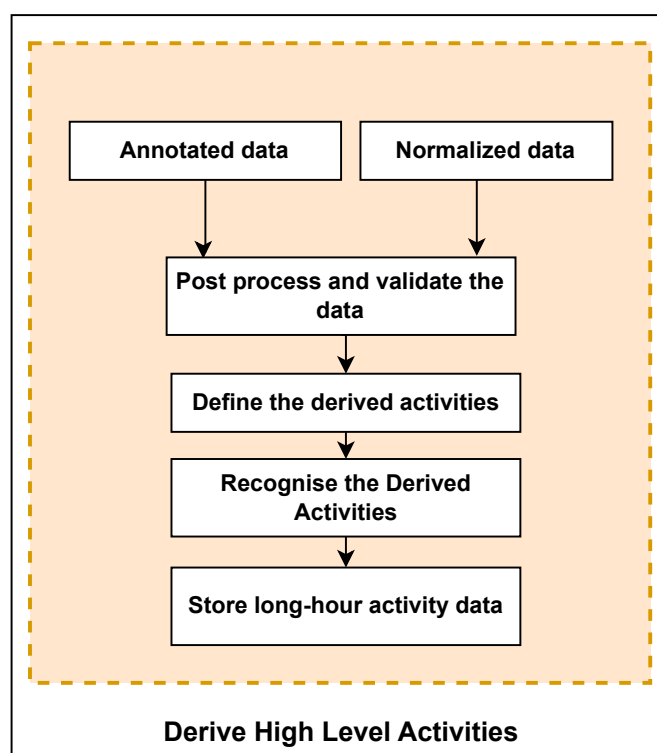 Annotated data
Normalized data
Post process and validate the
data
Define the derived activities
Recognise the Derived
Activities
Store long-hour activity data
Derive High Level Activities